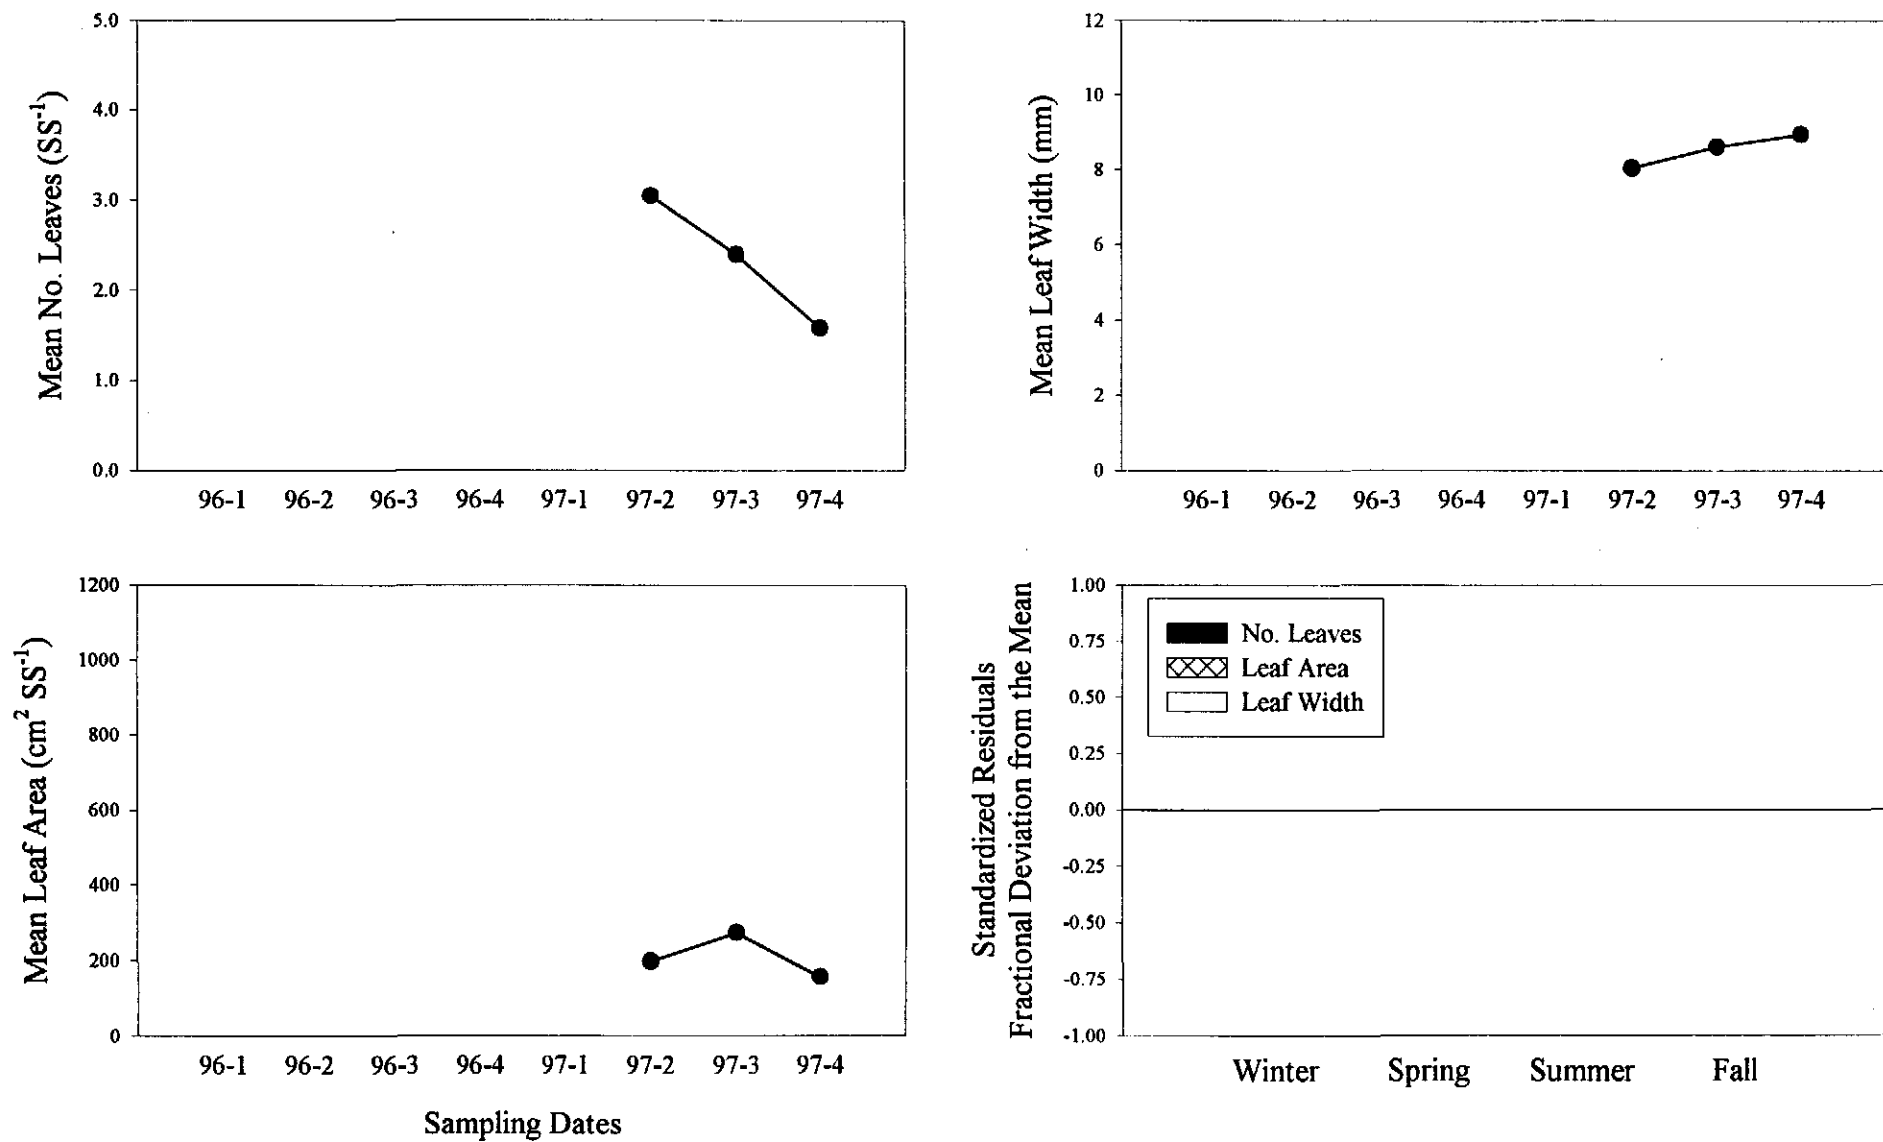 Mean No. Leaves (SS⁻¹)
5.0
4.0
3.0
2.0
1.0
0.0
96-1 96-2 96-3 96-4 97-1 97-2 97-3 97-4
Mean Leaf Width (mm)
12
10
8
6
4
2
0
96-1 96-2 96-3 96-4 97-1 97-2 97-3 97-4
Mean Leaf Area (cm² SS⁻¹)
1200
1000
800
600
400
200
0
96-1 96-2 96-3 96-4 97-1 97-2 97-3 97-4
Sampling Dates
Standardized Residuals
Fractional Deviation from the Mean
1.00
0.75
0.50
0.25
0.00
-0.25
-0.50
-0.75
-1.00
No. Leaves
Leaf Area
Leaf Width
Winter Spring Summer Fall